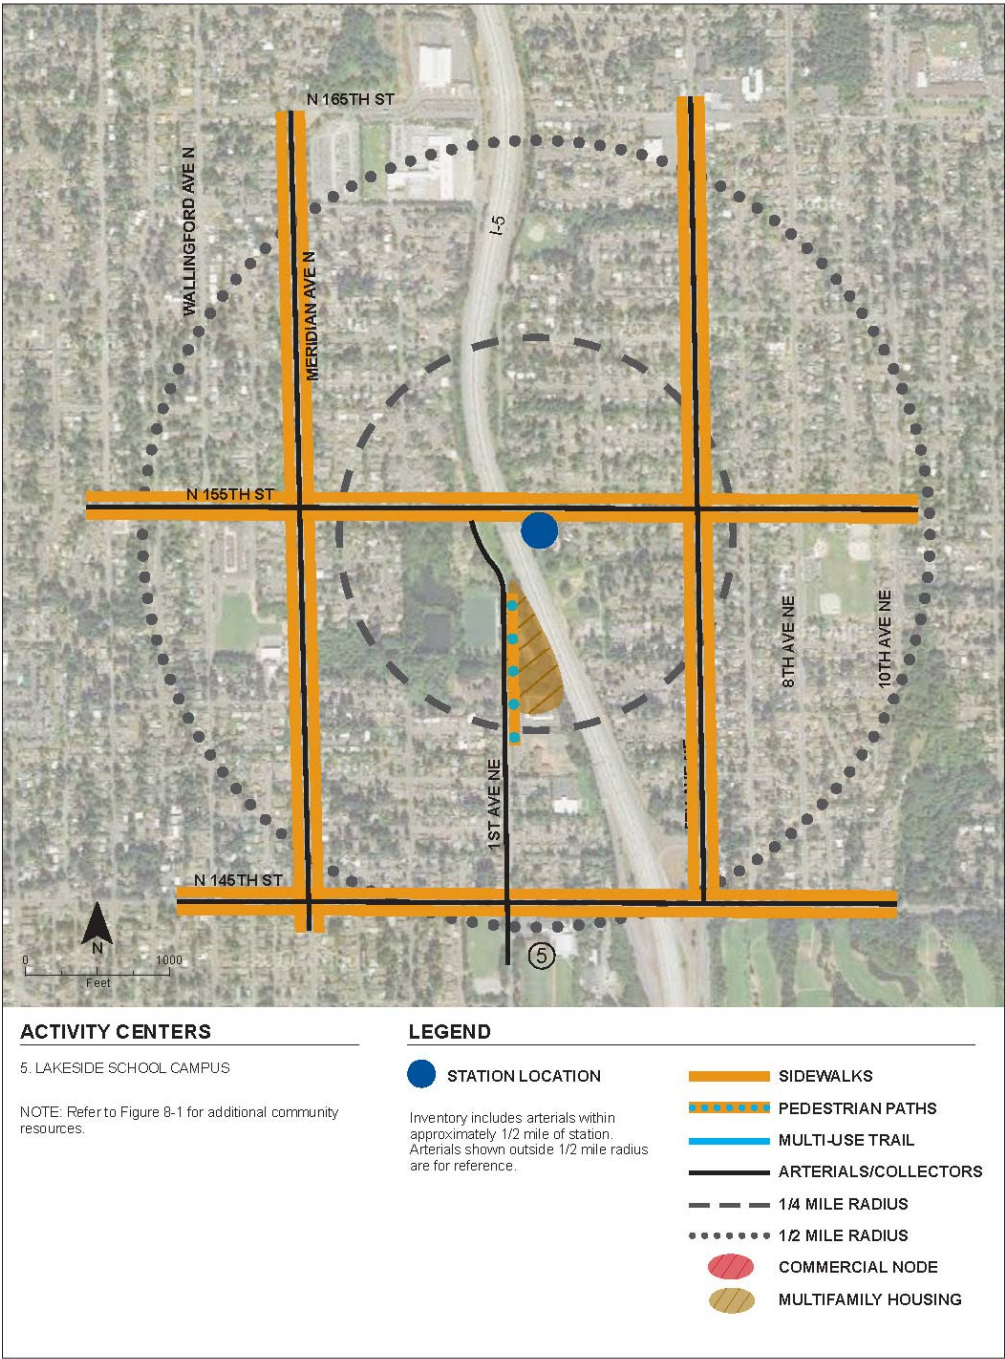 N 165TH ST
WALLINGFORD AVE N
I-5
MERIDIAN AVE N
N 155TH ST
8TH AVE NE
10TH AVE NE
1ST AVE NE
N 145TH ST
N
0 1000
Feet
5
ACTIVITY CENTERS
5. LAKESIDE SCHOOL CAMPUS
NOTE: Refer to Figure 8-1 for additional community
resources.
LEGEND
STATION LOCATION
Inventory includes arterials within
approximately 1/2 mile of station.
Arterials shown outside 1/2 mile radius
are for reference.
SIDEWALKS
PEDESTRIAN PATHS
MULTI-USE TRAIL
ARTERIALS/COLLECTORS
1/4 MILE RADIUS
1/2 MILE RADIUS
COMMERCIAL NODE
MULTIFAMILY HOUSING